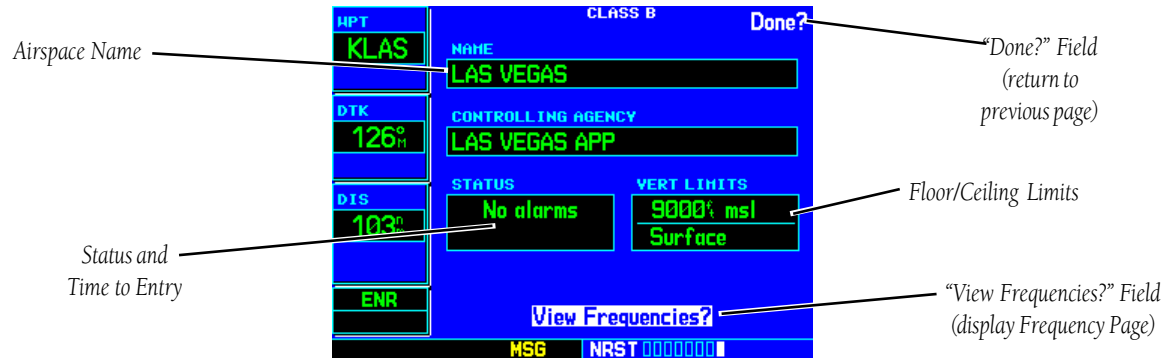 CLASS B
Done?
WPT
KLAS
NAME
LAS VEGAS
DTK
126°M
CONTROLLING AGENCY
LAS VEGAS APP
STATUS
No alarms
VERT LIMITS
9000ft msl
Surface
DIS
103nm
ENR
View Frequencies?
MSG
NRST
Airspace Name
Status and
Time to Entry
“Done?” Field
(return to
previous page)
Floor/Ceiling Limits
“View Frequencies?” Field
(display Frequency Page)